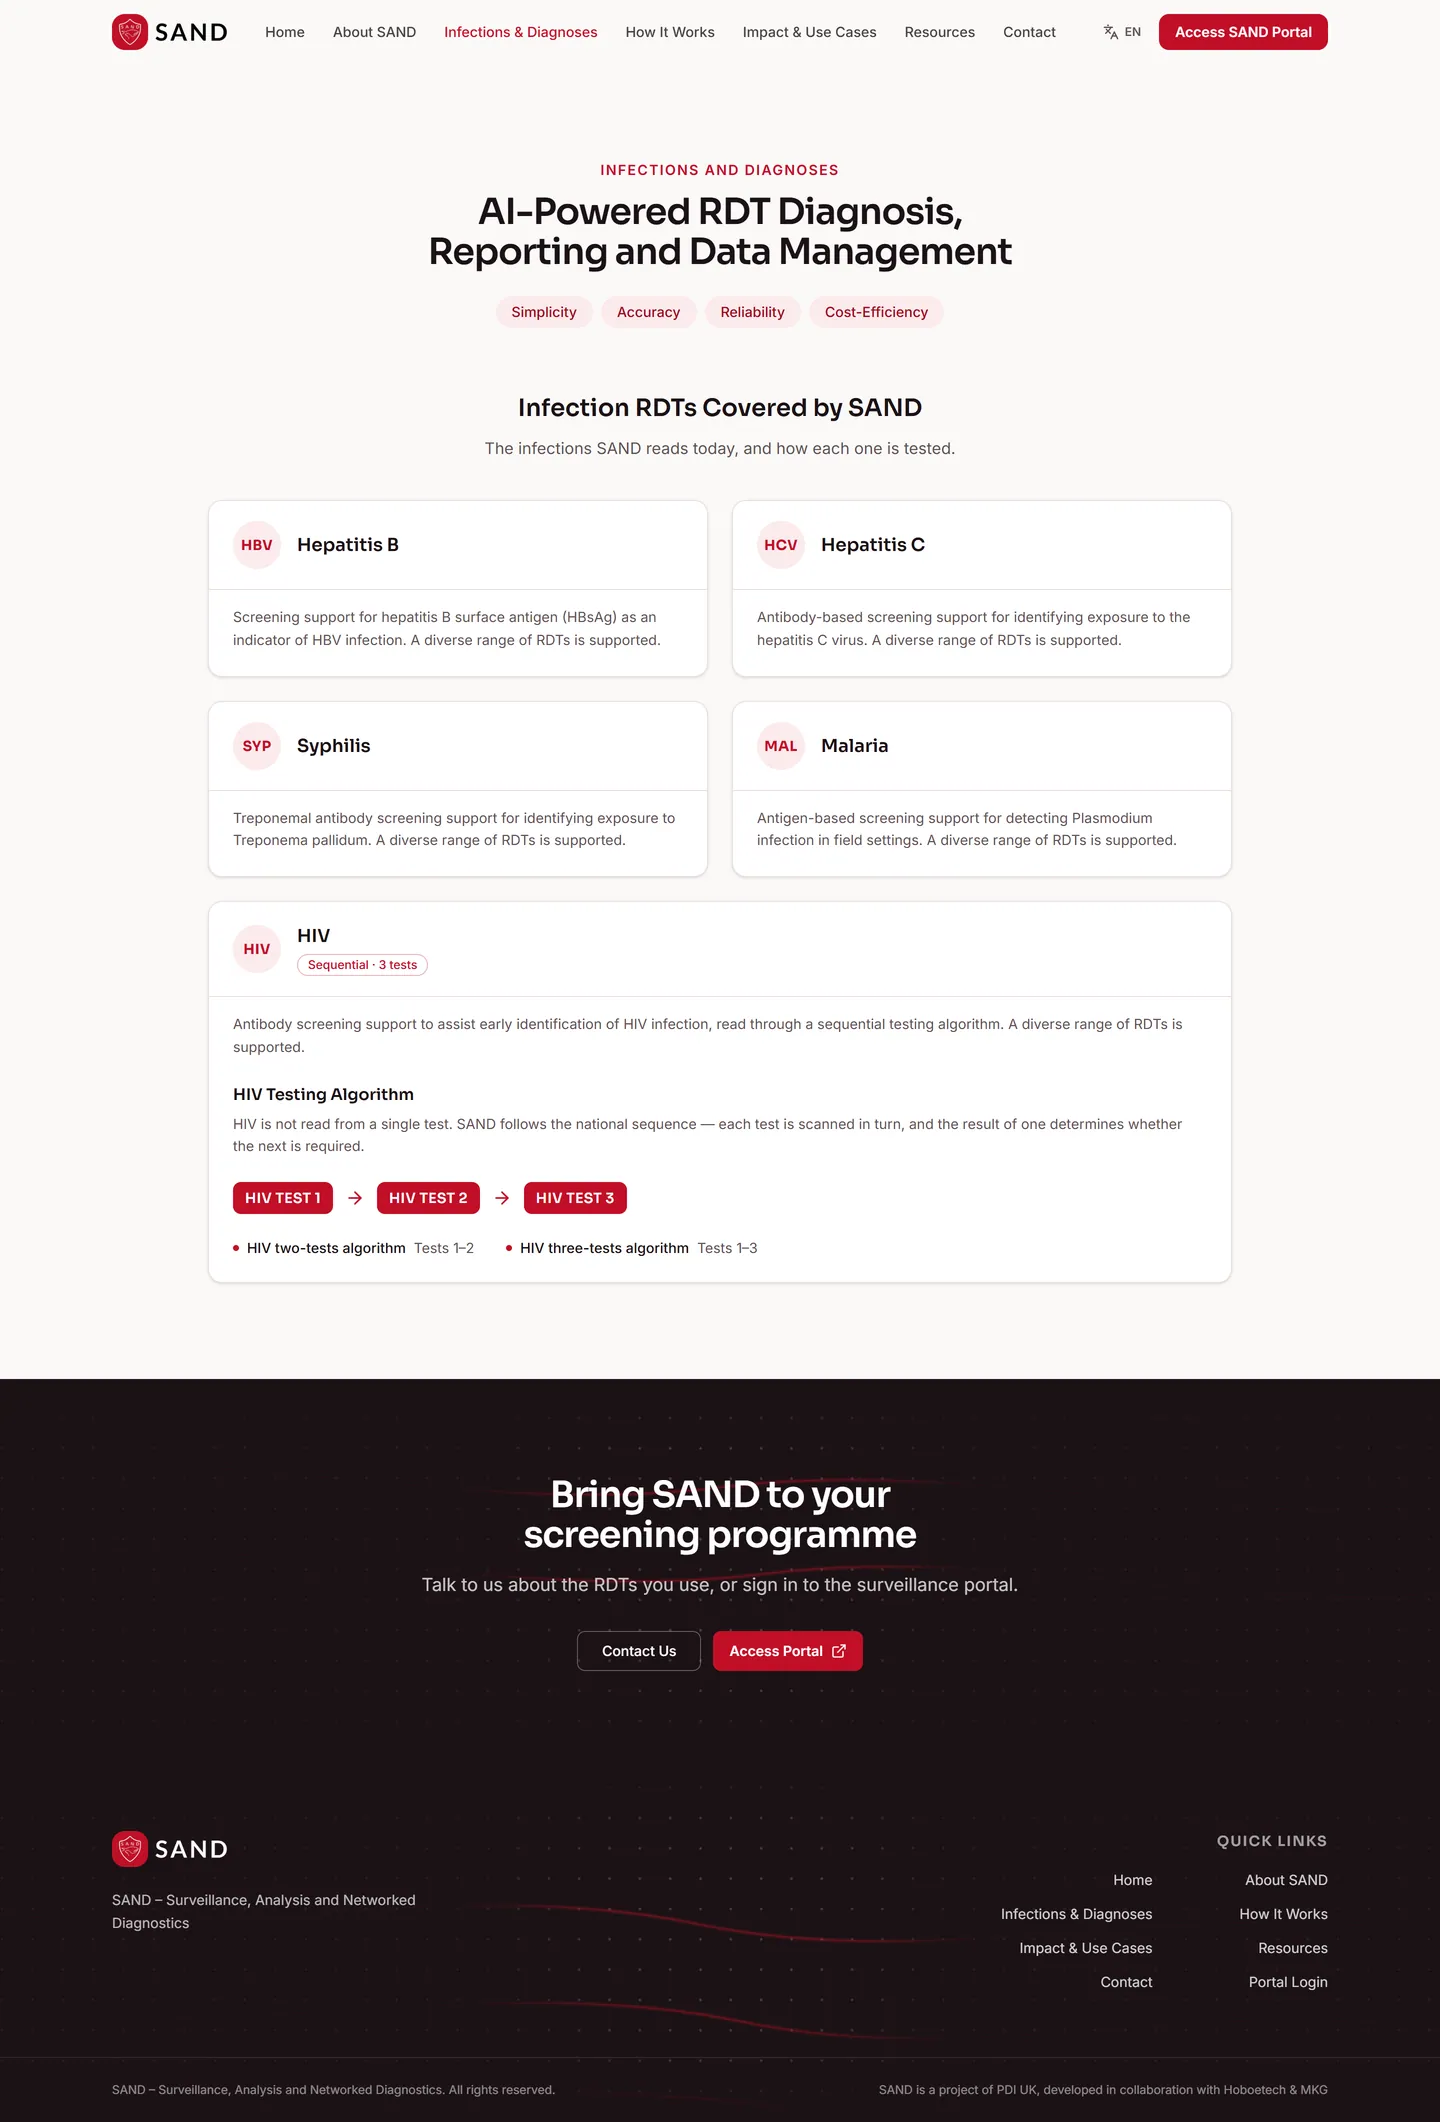 SAND
Home
About SAND
Infections & Diagnoses
How It Works
Impact & Use Cases
Resources
Contact
EN
Access SAND Portal
INFECTIONS AND DIAGNOSES
AI-Powered RDT Diagnosis,
Reporting and Data Management
Simplicity
Accuracy
Reliability
Cost-Efficiency
Infection RDTs Covered by SAND
The infections SAND reads today, and how each one is tested.
HBV
Hepatitis B
Screening support for hepatitis B surface antigen (HBsAg) as an
indicator of HBV infection. A diverse range of RDTs is supported.
HCV
Hepatitis C
Antibody-based screening support for identifying exposure to the
hepatitis C virus. A diverse range of RDTs is supported.
SYP
Syphilis
Treponemal antibody screening support for identifying exposure to
Treponema pallidum. A diverse range of RDTs is supported.
MAL
Malaria
Antigen-based screening support for detecting Plasmodium
infection in field settings. A diverse range of RDTs is supported.
HIV
HIV
Sequential · 3 tests
Antibody screening support to assist early identification of HIV infection, read through a sequential testing algorithm. A diverse range of RDTs is
supported.
HIV Testing Algorithm
HIV is not read from a single test. SAND follows the national sequence — each test is scanned in turn, and the result of one determines whether
the next is required.
HIV TEST 1
HIV TEST 2
HIV TEST 3
HIV two-tests algorithm Tests 1–2
HIV three-tests algorithm Tests 1–3
Bring SAND to your
screening programme
Talk to us about the RDTs you use, or sign in to the surveillance portal.
Contact Us
Access Portal
SAND
SAND – Surveillance, Analysis and Networked
Diagnostics
QUICK LINKS
Home
About SAND
Infections & Diagnoses
How It Works
Impact & Use Cases
Resources
Contact
Portal Login
SAND – Surveillance, Analysis and Networked Diagnostics. All rights reserved.
SAND is a project of PDI UK, developed in collaboration with Hoboetech & MKG